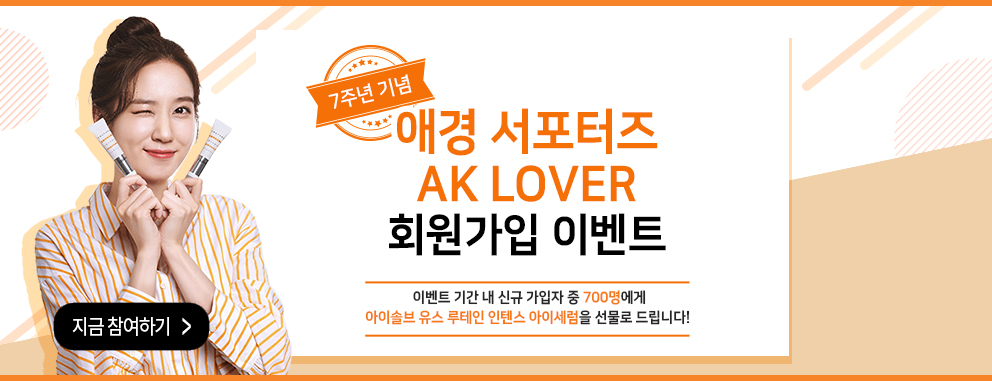 7주년 기념
애경 서포터즈
AK LOVER
회원가입 이벤트
이벤트 기간 내 신규 가입자 중 700명에게
아이솔브 유스 루테인 인텐스 아이세럼을 선물로 드립니다!
지금 참여하기 >